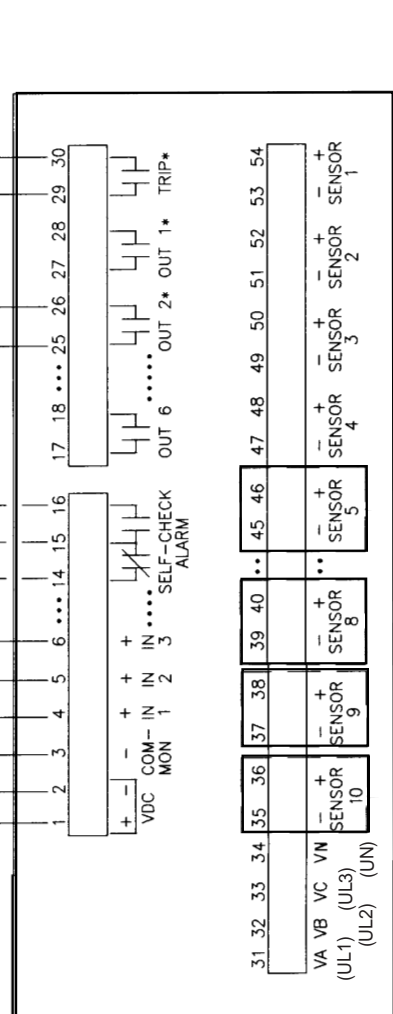 1 2 3 4 5 6 ••• 14 15 16 17 18 ••• 25 26 27 28 29 30
+ − − + + +
VDC COM- IN IN IN
MON 1 2 3 ••••• SELF-CHECK OUT 6 •••••• OUT 2* OUT 1* TRIP*
ALARM
31 32 33 34 35 36 37 38 39 40 •• 45 46 47 48 49 50 51 52 53 54
VA VB VC VN − + − + − + •• − + − + − + − + − +
(UL1) (UL3) SENSOR SENSOR SENSOR SENSOR SENSOR SENSOR SENSOR SENSOR
(UL2) (UN) 10 9 8 5 4 3 2 1